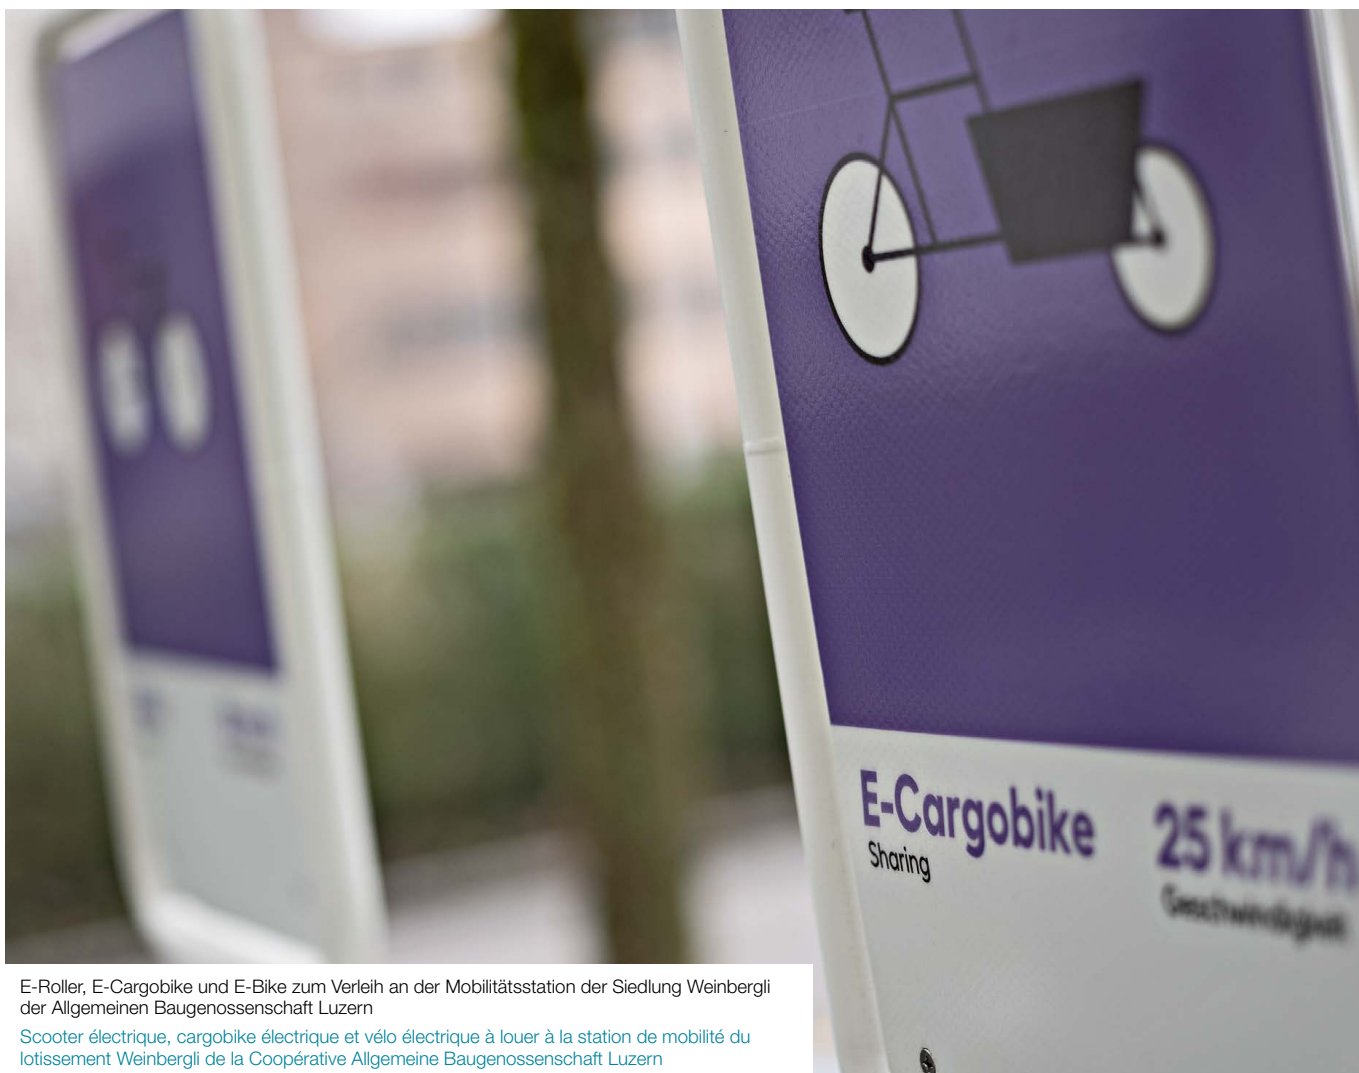 E-Cargobike
Sharing
25 km/h
Geschwindigkeit
E-Roller, E-Cargobike und E-Bike zum Verleih an der Mobilitätsstation der Siedlung Weinbergli
der Allgemeinen Baugenossenschaft Luzern
Scooter électrique, cargobike électrique et vélo électrique à louer à la station de mobilité du
lotissement Weinbergli de la Coopérative Allgemeine Baugenossenschaft Luzern